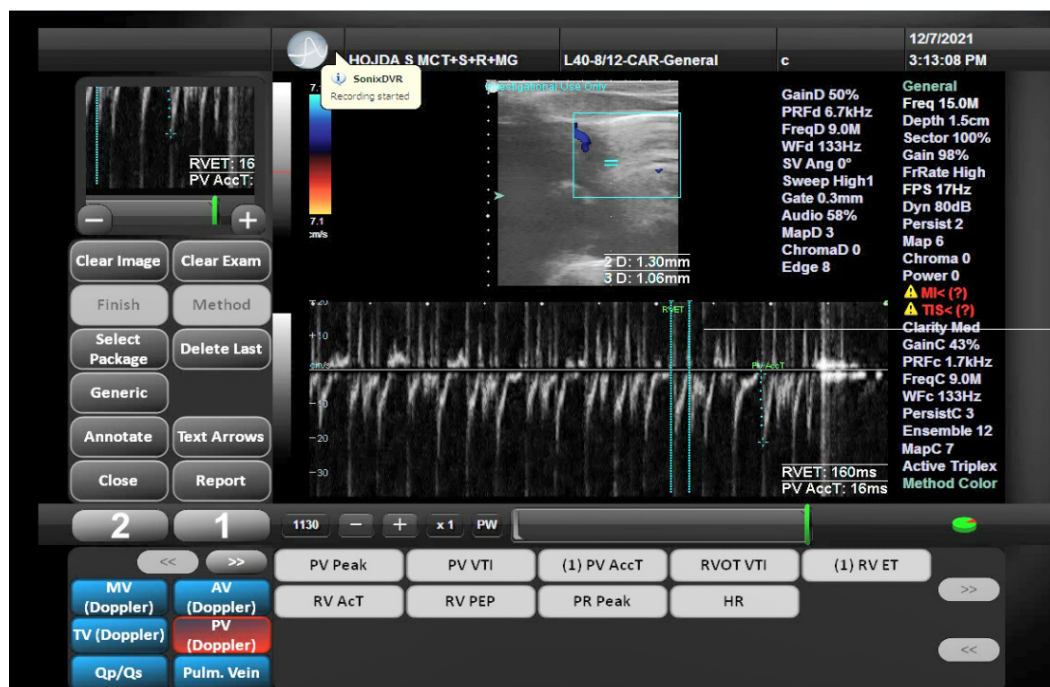 12/7/2021
HOJDA S MCT+S+R+MG L40-8/12-CAR-General c 3:13:08 PM
SonixDVR
Recording started
RVET: 16
PV AccT:
− +
Clear Image Clear Exam
Finish Method
Select Package Delete Last
Generic
Annotate Text Arrows
Close Report
7.1
cm/s
Use Only
2 D: 1.30mm
3 D: 1.06mm
GainD 50%
PRFd 6.7kHz
FreqD 9.0M
WFd 133Hz
SV Ang 0°
Sweep High1
Gate 0.3mm
Audio 58%
MapD 3
ChromaD 0
Edge 8
General
Freq 15.0M
Depth 1.5cm
Sector 100%
Gain 98%
FrRate High
FPS 17Hz
Dyn 80dB
Persist 2
Map 6
Chroma 0
Power 0
MI< (?)
TIS< (?)
Clarity Med
GainC 43%
PRFc 1.7kHz
FreqC 9.0M
WFc 133Hz
PersistC 3
Ensemble 12
MapC 7
Active Triplex
Method Color
RVET
+10
PV AccT
-20
-30
RVET: 160ms
PV AccT: 16ms
2 1 1130 − + x 1 PW
<< >>
MV (Doppler) AV (Doppler)
TV (Doppler) PV (Doppler)
Qp/Qs Pulm. Vein
PV Peak PV VTI (1) PV AccT RVOT VTI (1) RV ET
RV AcT RV PEP PR Peak HR
>>
<<